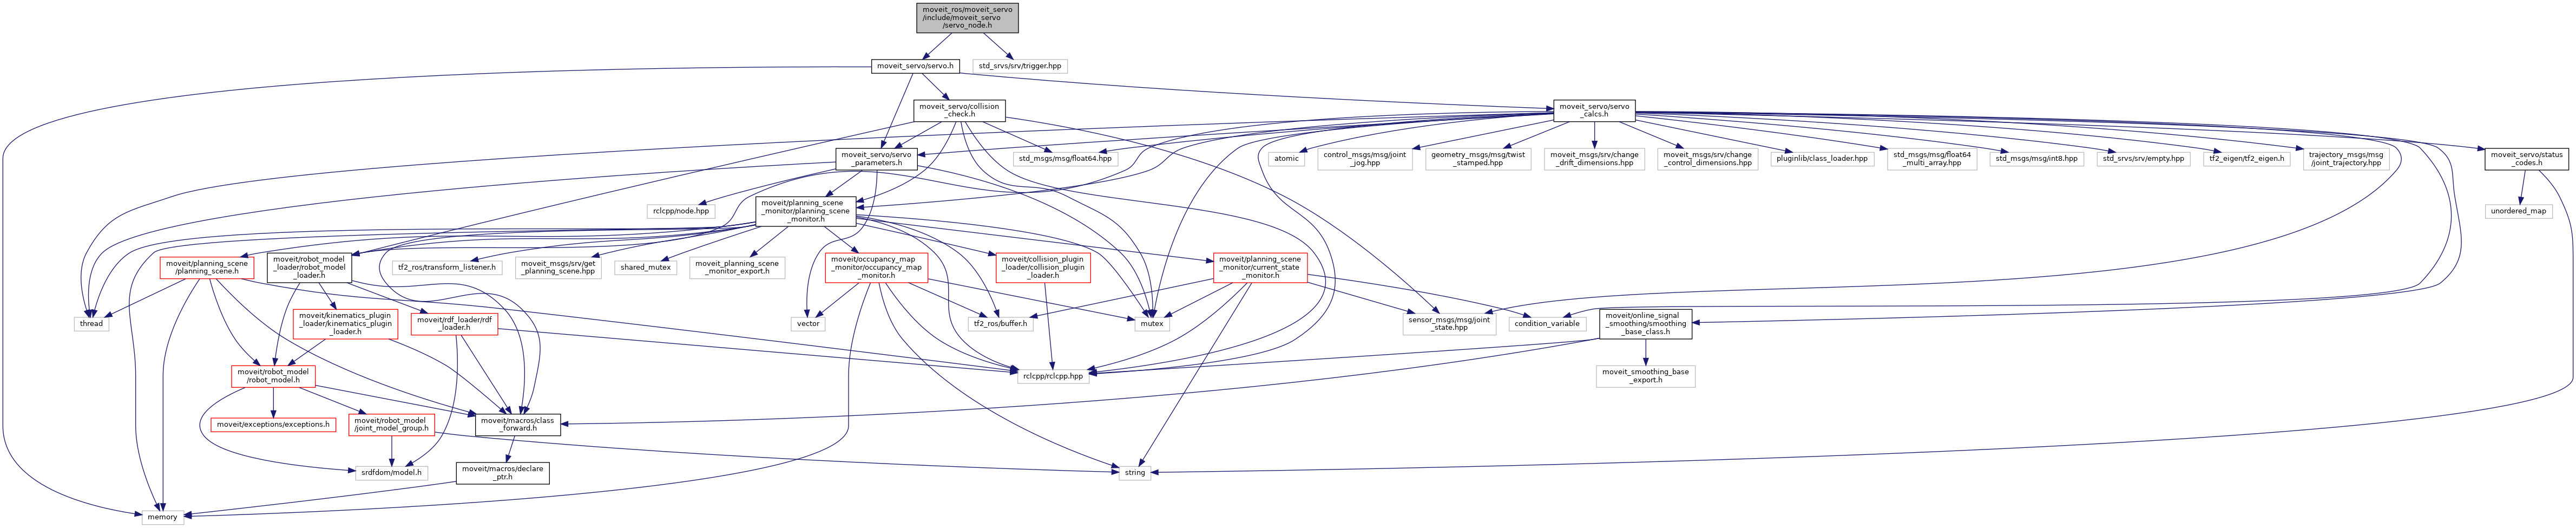 moveit_ros/moveit_servo
/include/moveit_servo
/servo_node.h
moveit_servo/servo.h
std_srvs/srv/trigger.hpp
moveit_servo/collision
_check.h
moveit_servo/servo
_calcs.h
moveit_servo/servo
_parameters.h
std_msgs/msg/float64.hpp
atomic
control_msgs/msg/joint
_jog.hpp
geometry_msgs/msg/twist
_stamped.hpp
moveit_msgs/srv/change
_drift_dimensions.hpp
moveit_msgs/srv/change
_control_dimensions.hpp
pluginlib/class_loader.hpp
std_msgs/msg/float64
_multi_array.hpp
std_msgs/msg/int8.hpp
std_srvs/srv/empty.hpp
tf2_eigen/tf2_eigen.h
trajectory_msgs/msg
/joint_trajectory.hpp
moveit_servo/status
_codes.h
rclcpp/node.hpp
moveit/planning_scene
_monitor/planning_scene
_monitor.h
unordered_map
moveit/planning_scene
/planning_scene.h
moveit/robot_model
_loader/robot_model
_loader.h
tf2_ros/transform_listener.h
moveit_msgs/srv/get
_planning_scene.hpp
shared_mutex
moveit_planning_scene
_monitor_export.h
moveit/occupancy_map
_monitor/occupancy_map
_monitor.h
moveit/collision_plugin
_loader/collision_plugin
_loader.h
moveit/planning_scene
_monitor/current_state
_monitor.h
thread
moveit/kinematics_plugin
_loader/kinematics_plugin
_loader.h
moveit/rdf_loader/rdf
_loader.h
vector
tf2_ros/buffer.h
mutex
sensor_msgs/msg/joint
_state.hpp
condition_variable
moveit/online_signal
_smoothing/smoothing
_base_class.h
moveit/robot_model
/robot_model.h
rclcpp/rclcpp.hpp
moveit_smoothing_base
_export.h
moveit/exceptions/exceptions.h
moveit/robot_model
/joint_model_group.h
moveit/macros/class
_forward.h
srdfdom/model.h
moveit/macros/declare
_ptr.h
string
memory